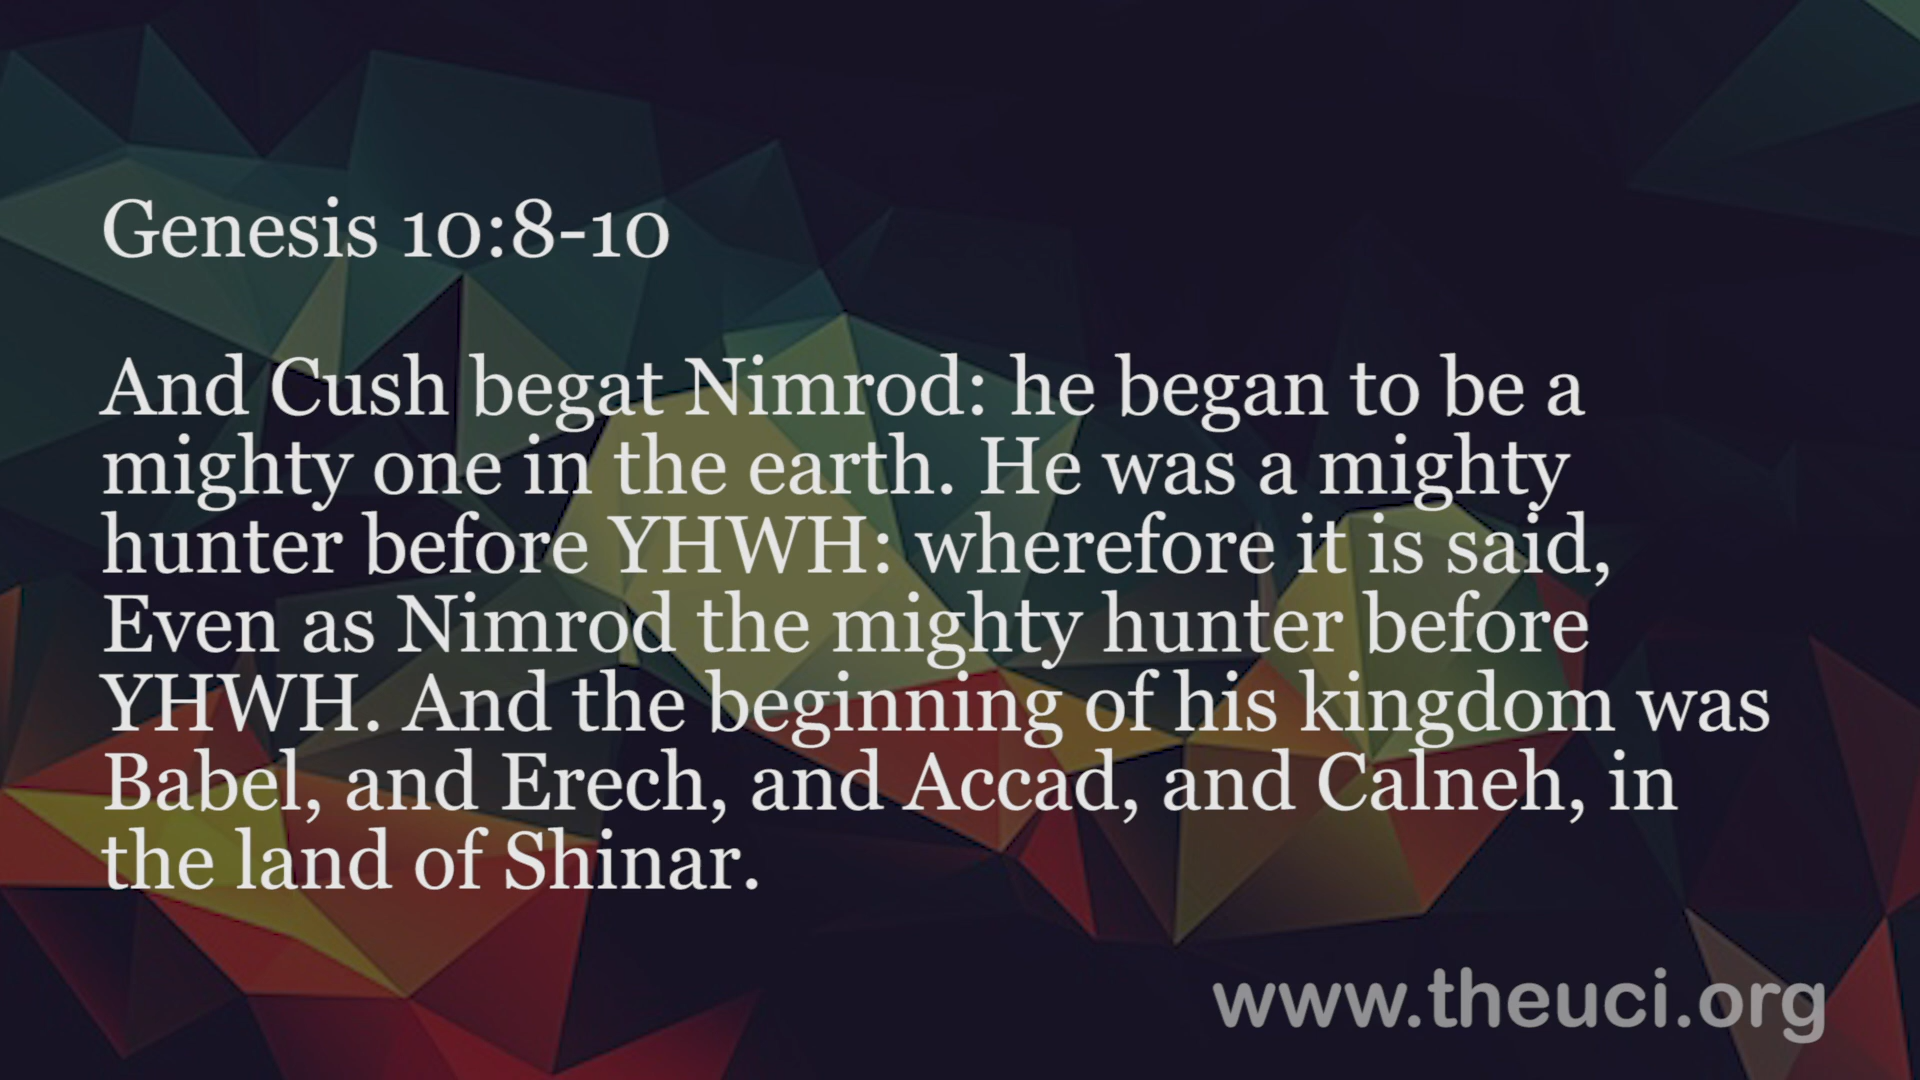 Genesis 10:8-10
And Cush begat Nimrod: he began to be a
mighty one in the earth. He was a mighty
hunter before YHWH: wherefore it is said,
Even as Nimrod the mighty hunter before
YHWH. And the beginning of his kingdom was
Babel, and Erech, and Accad, and Calneh, in
the land of Shinar.
www.theuci.org